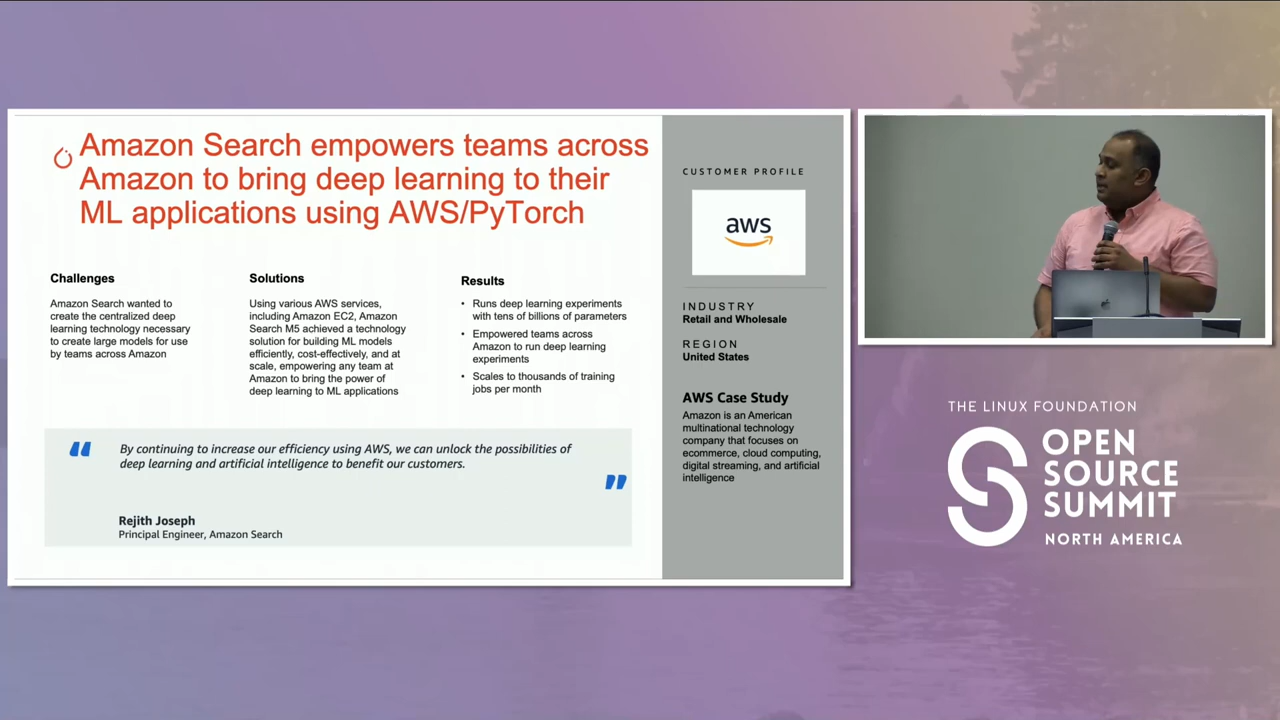 Amazon Search empowers teams across
Amazon to bring deep learning to their
ML applications using AWS/PyTorch
Challenges
Amazon Search wanted to
create the centralized deep
learning technology necessary
to create large models for use
by teams across Amazon
Solutions
Using various AWS services,
including Amazon EC2, Amazon
Search M5 achieved a technology
solution for building ML models
efficiently, cost-effectively, and at
scale, empowering any team at
Amazon to bring the power of
deep learning to ML applications
Results
• Runs deep learning experiments
with tens of billions of parameters
• Empowered teams across
Amazon to run deep learning
experiments
• Scales to thousands of training
jobs per month
“ By continuing to increase our efficiency using AWS, we can unlock the possibilities of
deep learning and artificial intelligence to benefit our customers.
”
Rejith Joseph
Principal Engineer, Amazon Search
CUSTOMER PROFILE
aws
INDUSTRY
Retail and Wholesale
REGION
United States
AWS Case Study
Amazon is an American
multinational technology
company that focuses on
ecommerce, cloud computing,
digital streaming, and artificial
intelligence
THE LINUX FOUNDATION
OPEN
SOURCE
SUMMIT
NORTH AMERICA